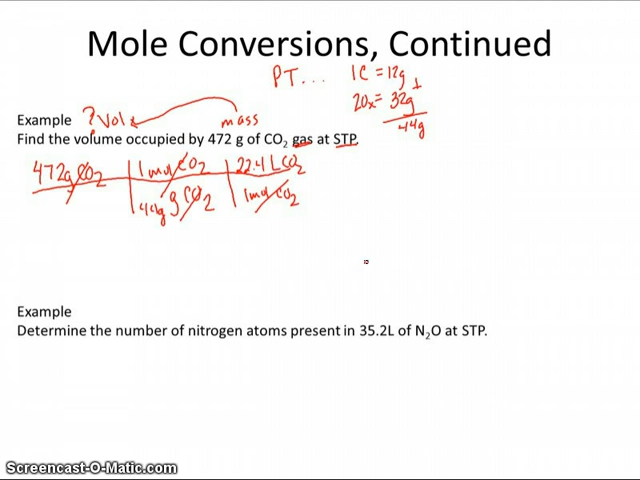 Mole Conversions, Continued
PT... 1C = 12g
2Ox = 32g
44g
Example ? Vol mass
Find the volume occupied by 472 g of CO₂ gas at STP.
472g CO₂ 1mol CO₂ 22.4L CO₂
44g g CO₂ 1mol CO₂
Example
Determine the number of nitrogen atoms present in 35.2L of N₂O at STP.
Screencast-O-Matic.com